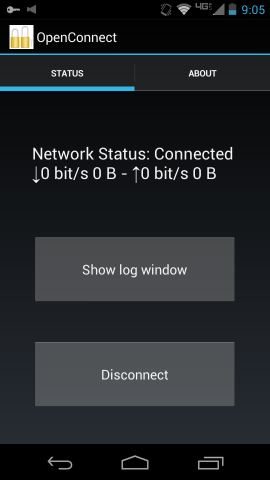 4G 9:05
OpenConnect
STATUS ABOUT
Network Status: Connected
↓0 bit/s 0 B - ↑0 bit/s 0 B
Show log window
Disconnect